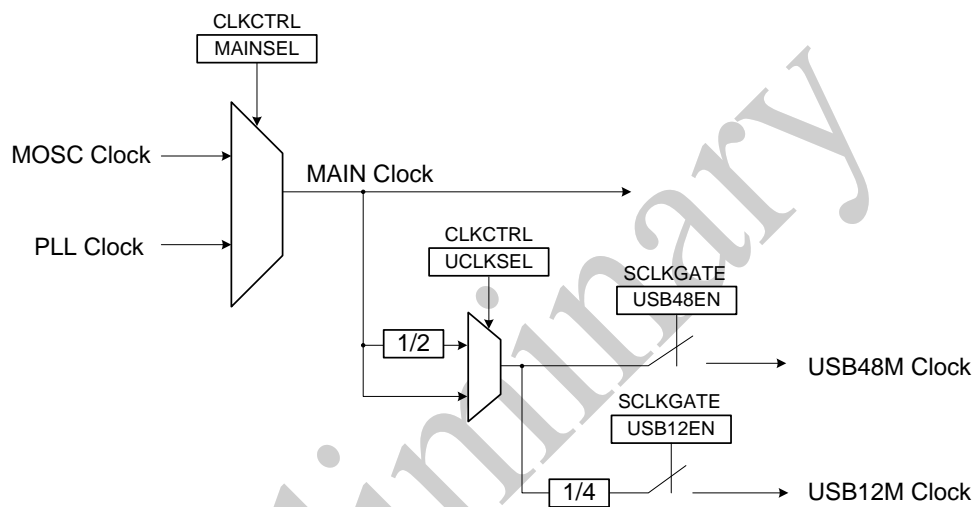 CLKCTRL
MAINSEL
MOSC Clock
MAIN Clock
PLL Clock
CLKCTRL
UCLKSEL
SCLKGATE
USB48EN
1/2
USB48M Clock
SCLKGATE
USB12EN
1/4
USB12M Clock